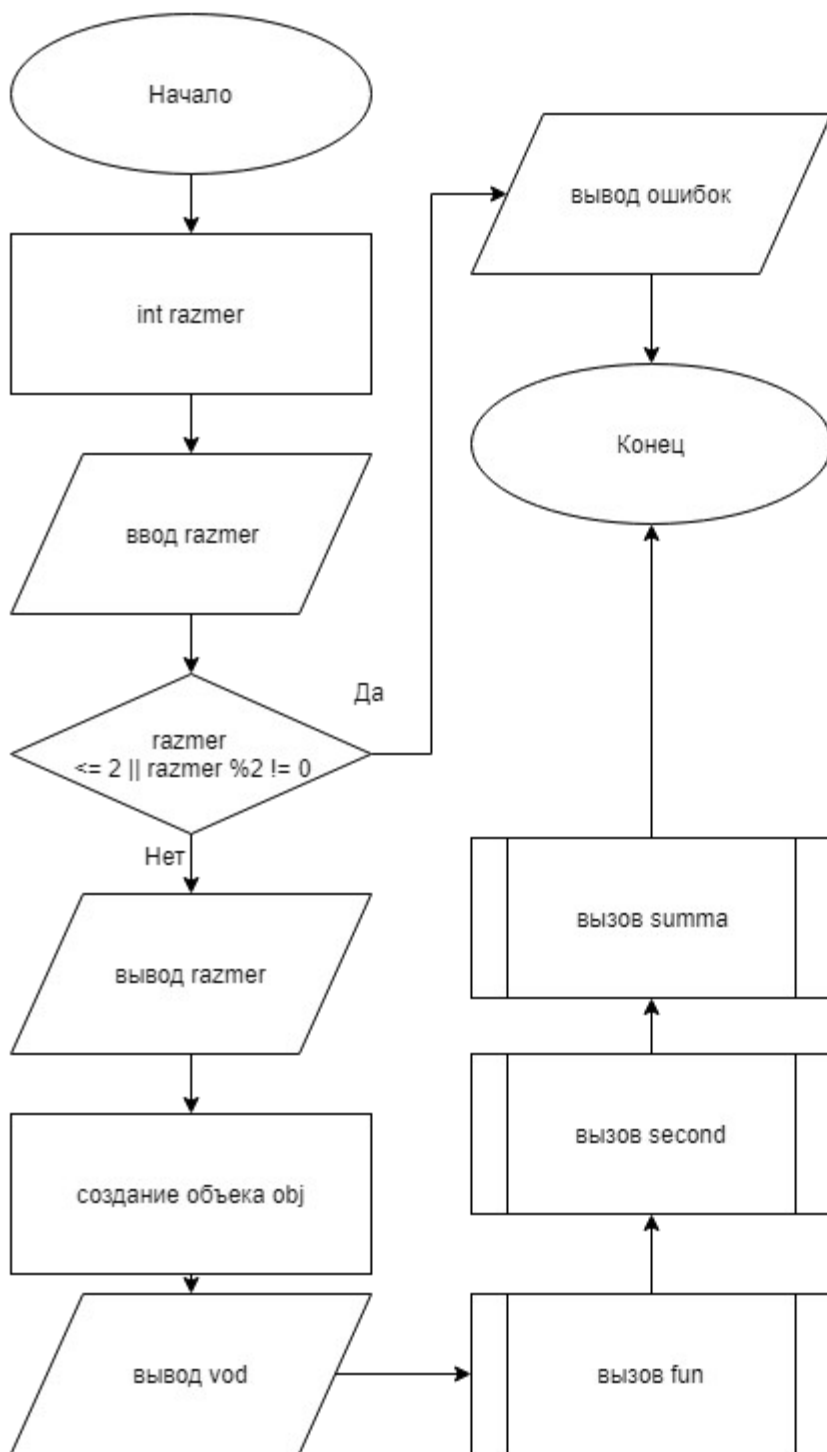 Начало
int razmer
ввод razmer
razmer
<= 2 || razmer %2 != 0
Да
Нет
вывод razmer
создание объека obj
вывод vod
вызов fun
вызов second
вызов summa
вывод ошибок
Конец